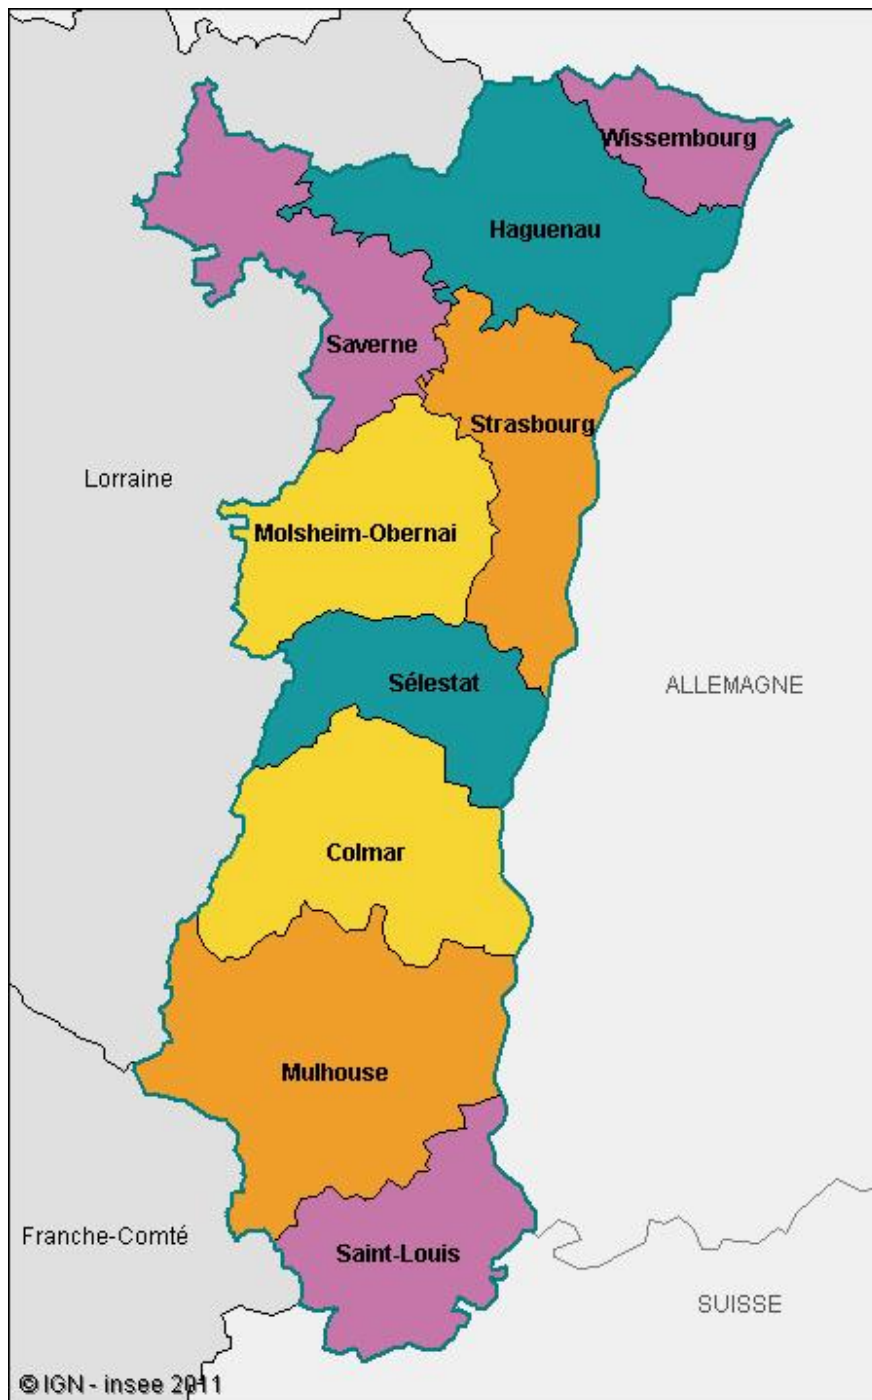 Wissembourg
Haguenau
Saverne
Strasbourg
Lorraine
Molsheim-Obernai
Sélestat
ALLEMAGNE
Colmar
Mulhouse
Franche-Comté
Saint-Louis
SUISSE
© IGN - insee 2011